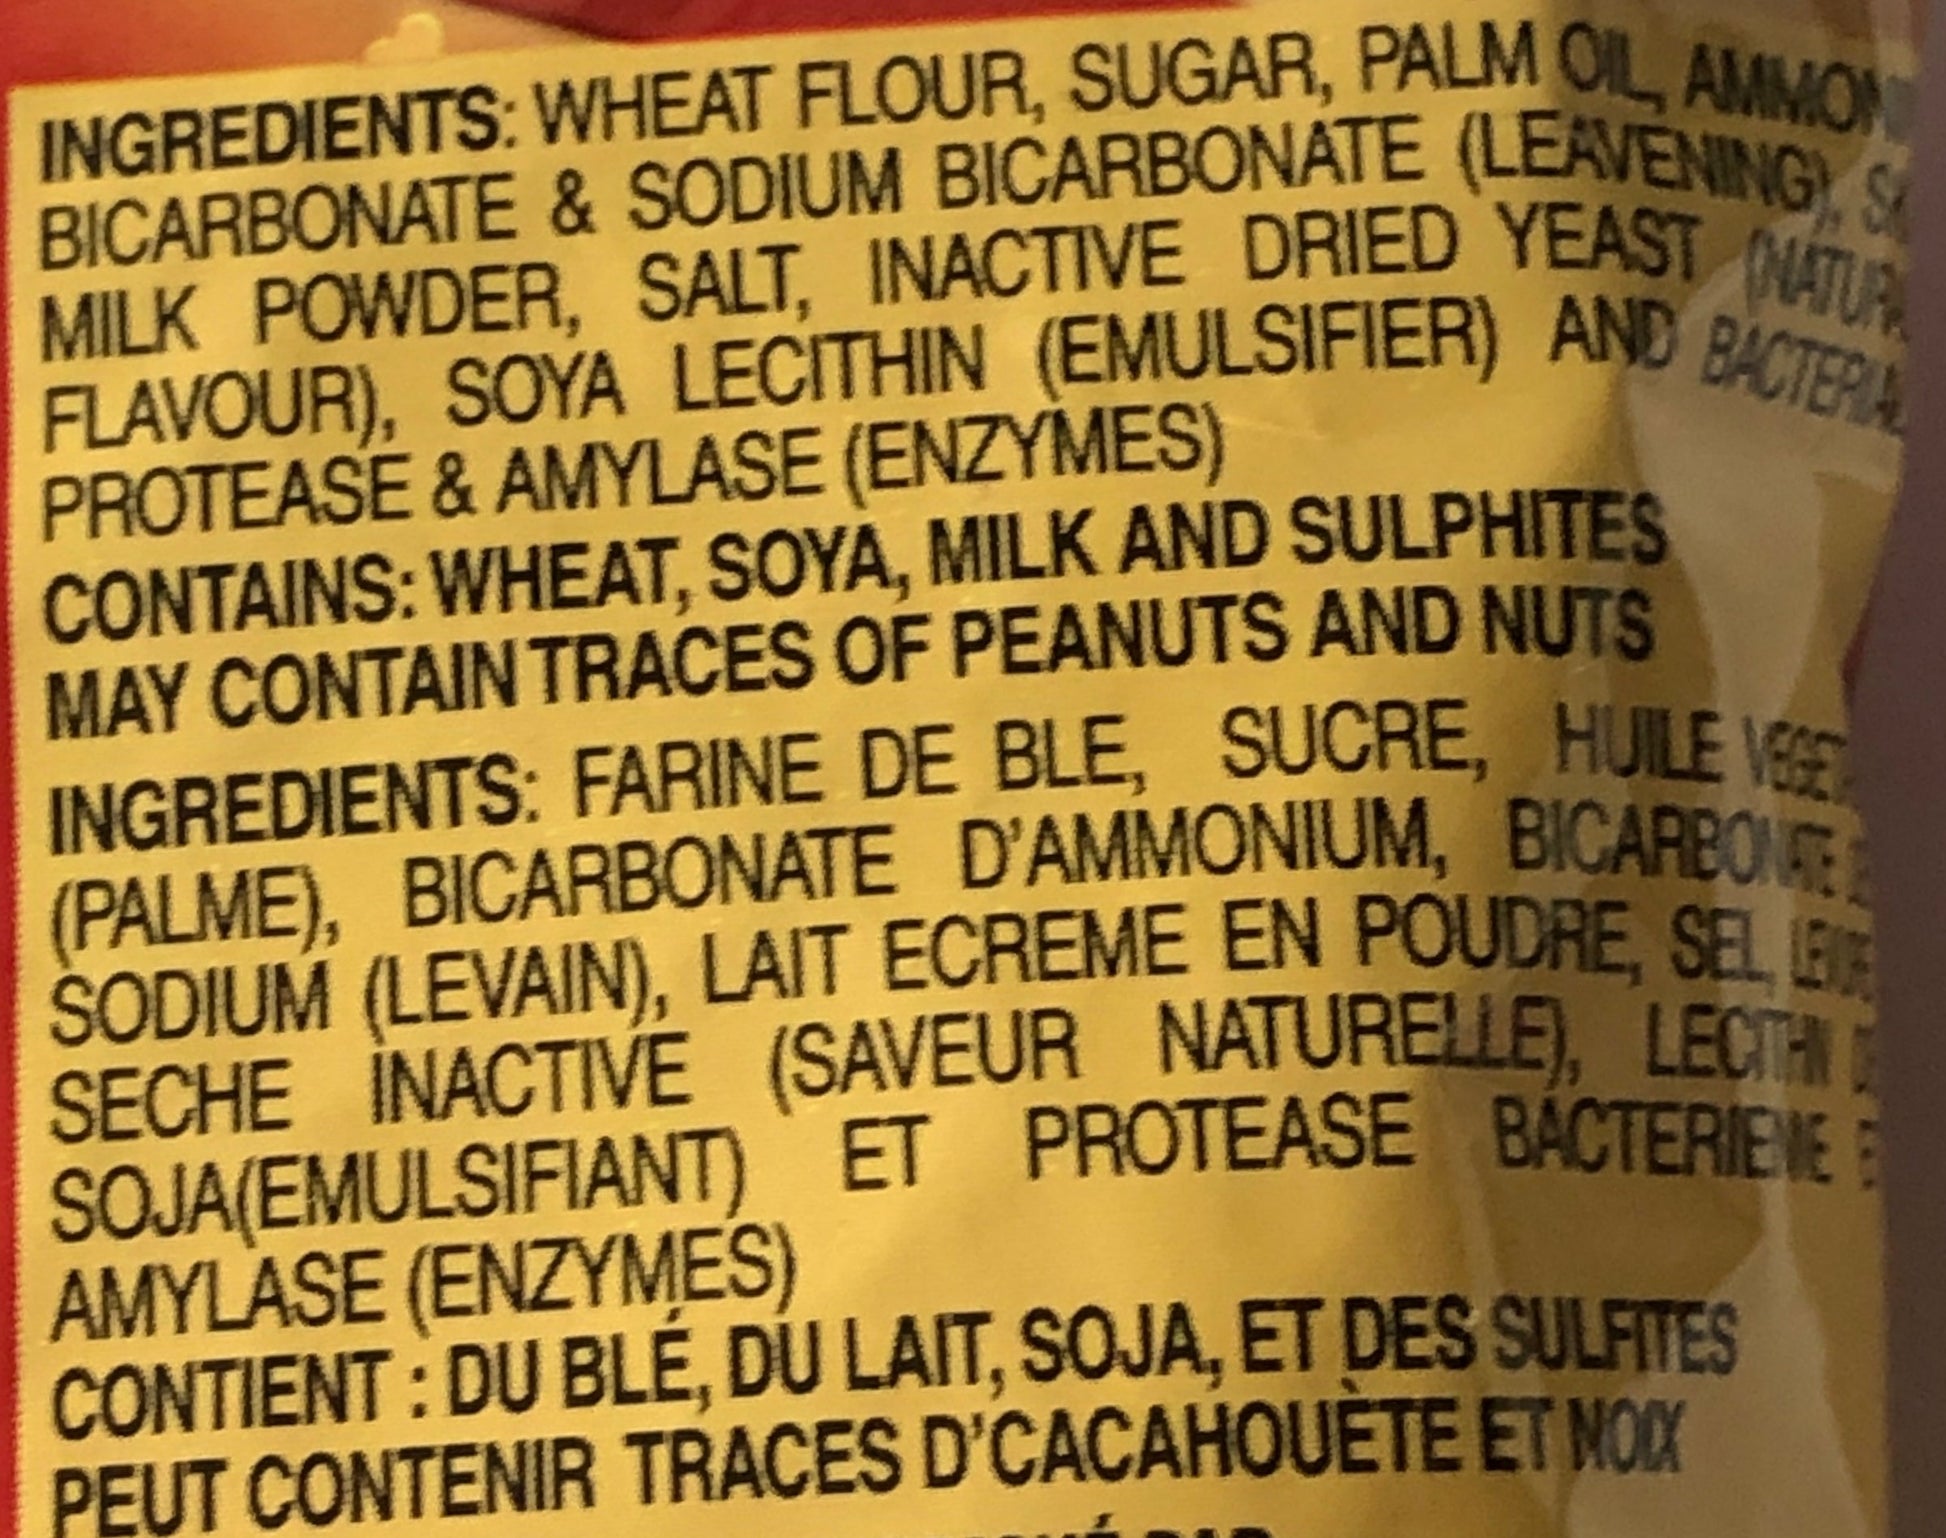 INGREDIENTS: WHEAT FLOUR, SUGAR, PALM OIL,
BICARBONATE & SODIUM BICARBONATE (LEAVENING),
MILK POWDER, SALT, INACTIVE DRIED YEAST
FLAVOUR), SOYA LECITHIN (EMULSIFIER) AND BACTERIAL
PROTEASE & AMYLASE (ENZYMES)
CONTAINS: WHEAT, SOYA, MILK AND SULPHITES
MAY CONTAIN TRACES OF PEANUTS AND NUTS
INGREDIENTS: FARINE DE BLE, SUCRE, HUILE
(PALME), BICARBONATE D'AMMONIUM, BICARBONATE
SODIUM (LEVAIN), LAIT ECREME EN POUDRE, SEL,
SECHE INACTIVE (SAVEUR NATURELLE), LECITHIN
SOJA(EMULSIFIANT) ET PROTEASE
AMYLASE (ENZYMES)
CONTIENT : DU BLÉ, DU LAIT, SOJA, ET DES SULFITES
PEUT CONTENIR TRACES D'CACAHOUÈTE ET NOIX